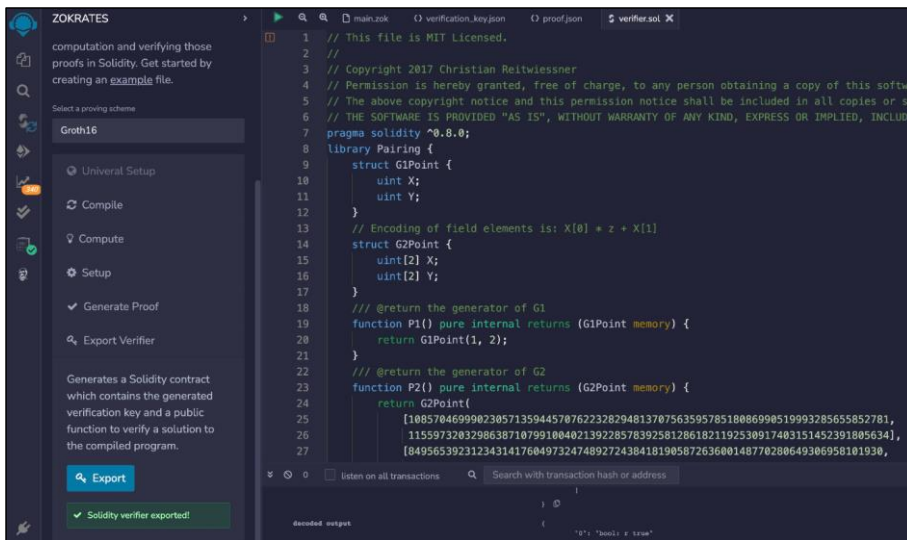 ZOKRATES
computation and verifying those
proofs in Solidity. Get started by
creating an example file.
Select a proving scheme
Groth16
Univeral Setup
Compile
Compute
Setup
Generate Proof
Export Verifier
Generates a Solidity contract
which contains the generated
verification key and a public
function to verify a solution to
the compiled program.
Export
Solidity verifier exported!
main.zok
verification_key.json
proof.json
verifier.sol
1 // This file is MIT Licensed.
2 //
3 // Copyright 2017 Christian Reitwiessner
4 // Permission is hereby granted, free of charge, to any person obtaining a copy of this softw
5 // The above copyright notice and this permission notice shall be included in all copies or s
6 // THE SOFTWARE IS PROVIDED "AS IS", WITHOUT WARRANTY OF ANY KIND, EXPRESS OR IMPLIED, INCLUD
7 pragma solidity ^0.8.0;
8 library Pairing {
9 struct G1Point {
10 uint X;
11 uint Y;
12 }
13 // Encoding of field elements is: X[0] * z + X[1]
14 struct G2Point {
15 uint[2] X;
16 uint[2] Y;
17 }
18 /// @return the generator of G1
19 function P1() pure internal returns (G1Point memory) {
20 return G1Point(1, 2);
21 }
22 /// @return the generator of G2
23 function P2() pure internal returns (G2Point memory) {
24 return G2Point(
25 [10857046999023057135944570762232829481370756359578518086990519993285655852781,
26 11559732032986387107991004021392285783925812861821192530917403151452391805634],
27 [8495653923123431417604973247489272438418190587263600148770280649306958101930,
0
listen on all transactions
Search with transaction hash or address
}
decoded output
{
"0": "bool: r true"